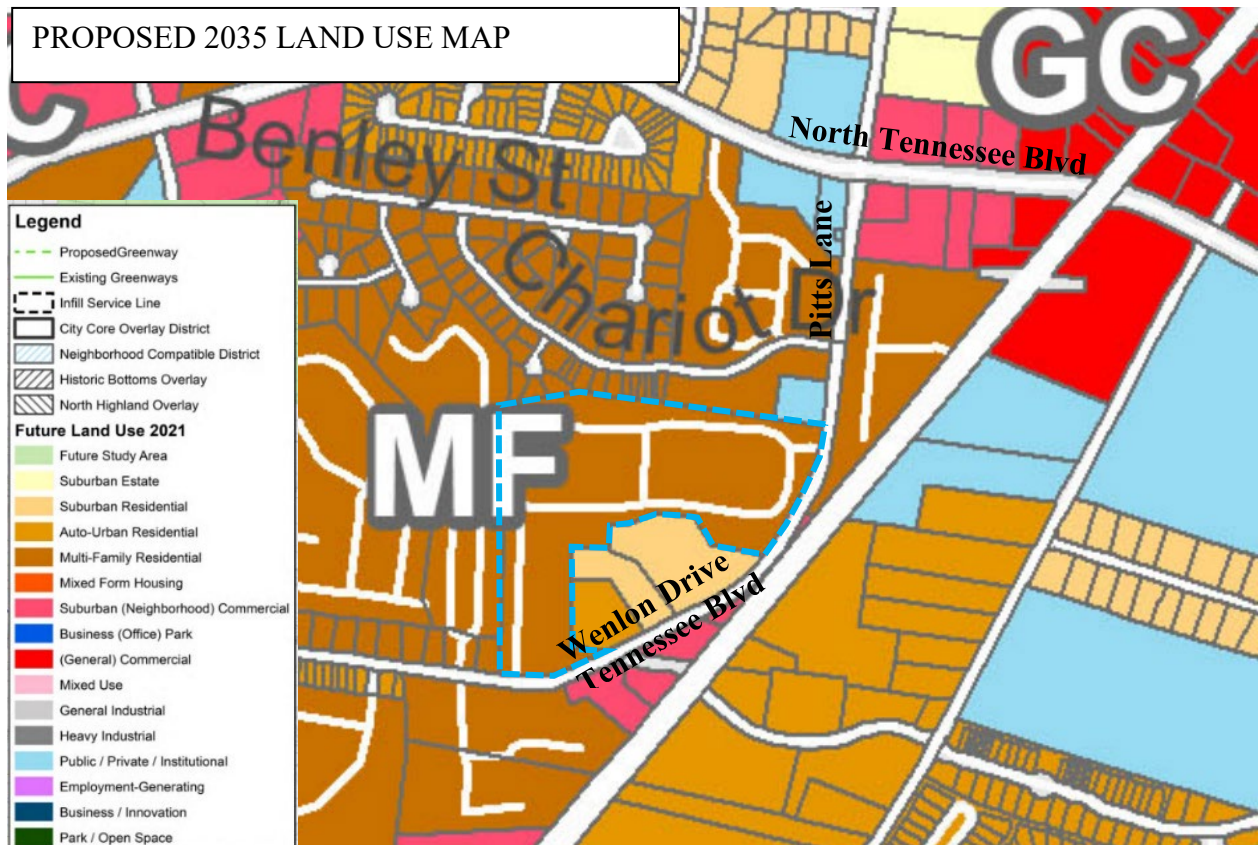 PROPOSED 2035 LAND USE MAP
GC
C
North Tennessee Blvd
Benley St
Pitts Lane
Chariot Dr
MF
Wenlon Drive
Tennessee Blvd
Legend
ProposedGreenway
Existing Greenways
Infill Service Line
City Core Overlay District
Neighborhood Compatible District
Historic Bottoms Overlay
North Highland Overlay
Future Land Use 2021
Future Study Area
Suburban Estate
Suburban Residential
Auto-Urban Residential
Multi-Family Residential
Mixed Form Housing
Suburban (Neighborhood) Commercial
Business (Office) Park
(General) Commercial
Mixed Use
General Industrial
Heavy Industrial
Public / Private / Institutional
Employment-Generating
Business / Innovation
Park / Open Space